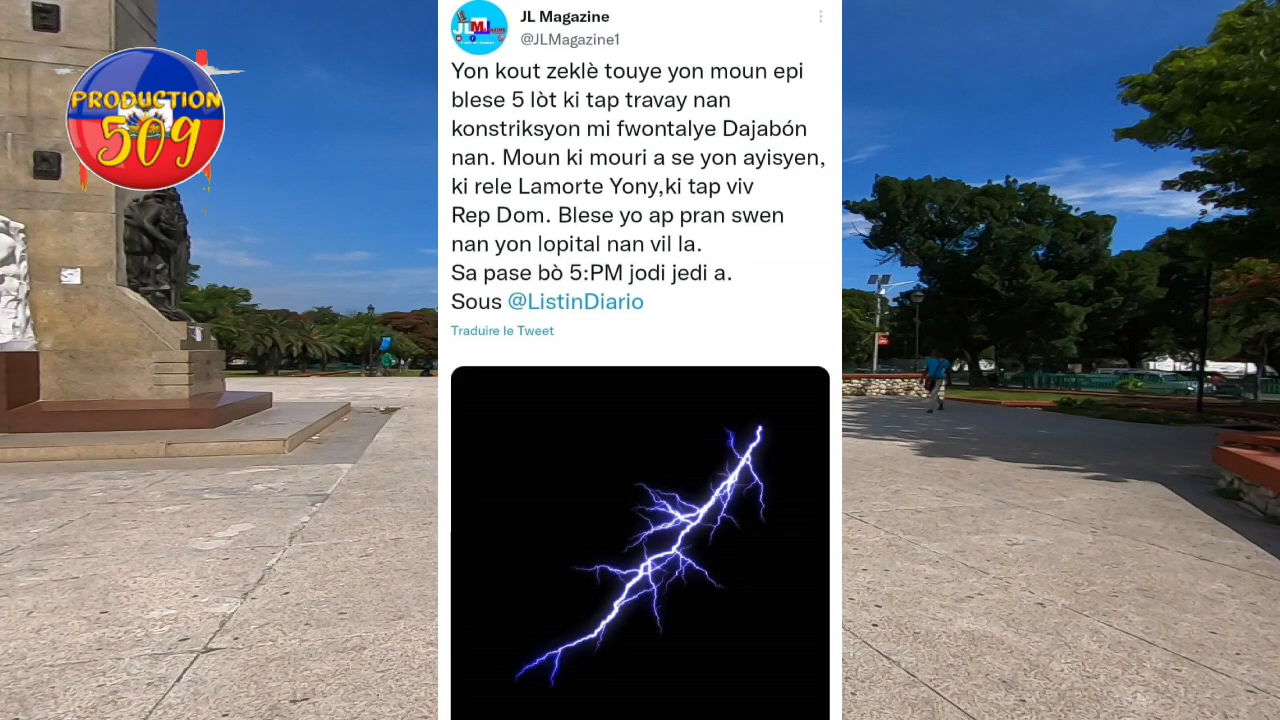 PRODUCTION
509
JL Magazine
@JLMagazine1
Yon kout zeklè touye yon moun epi
blese 5 lòt ki tap travay nan
konstriksyon mi fwontalye Dajabón
nan. Moun ki mouri a se yon ayisyen,
ki rele Lamorte Yony,ki tap viv
Rep Dom. Blese yo ap pran swen
nan yon lopital nan vil la.
Sa pase bò 5:PM jodi jedi a.
Sous @ListinDiario
Traduire le Tweet